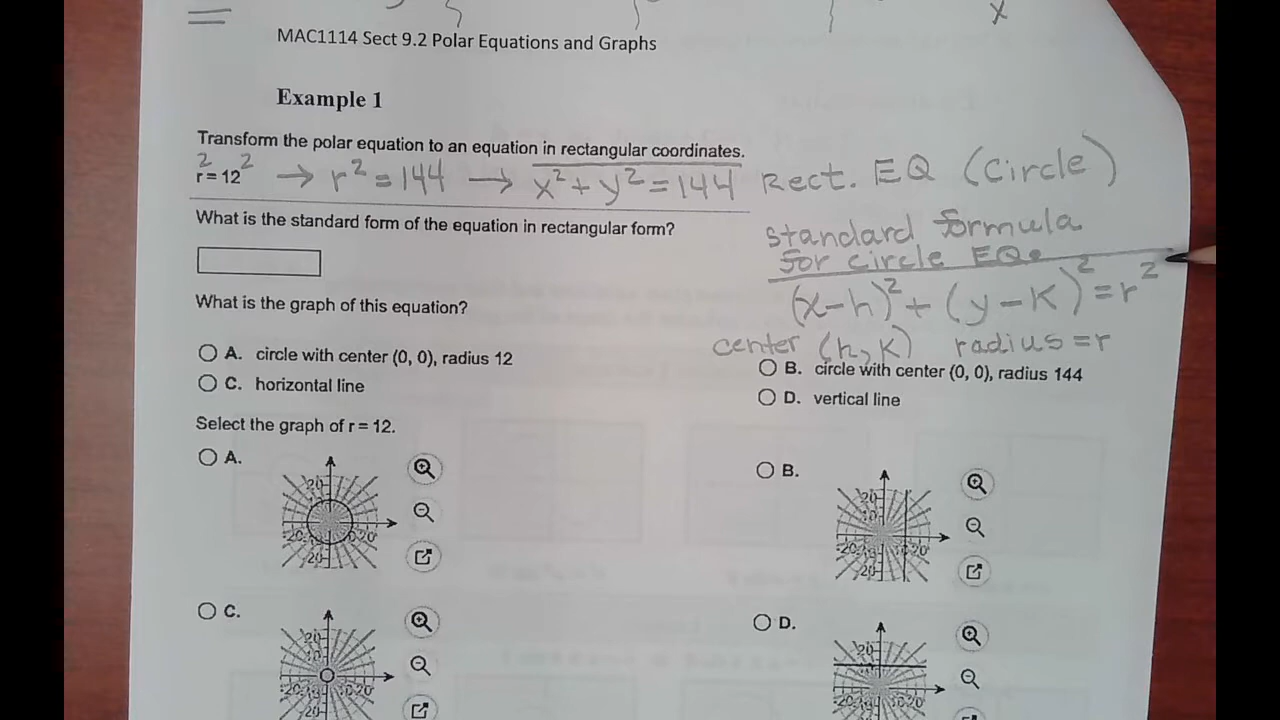 x
MAC1114 Sect 9.2 Polar Equations and Graphs
Example 1
Transform the polar equation to an equation in rectangular coordinates.
r² = 12² → r² = 144 → x² + y² = 144 Rect. EQ (Circle)
What is the standard form of the equation in rectangular form?
standard formula
for circle EQ.
(x-h)² + (y-k)² = r²
center (h,k) radius = r
What is the graph of this equation?
A. circle with center (0, 0), radius 12
B. circle with center (0, 0), radius 144
C. horizontal line
D. vertical line
Select the graph of r = 12.
A.
B.
C.
D.